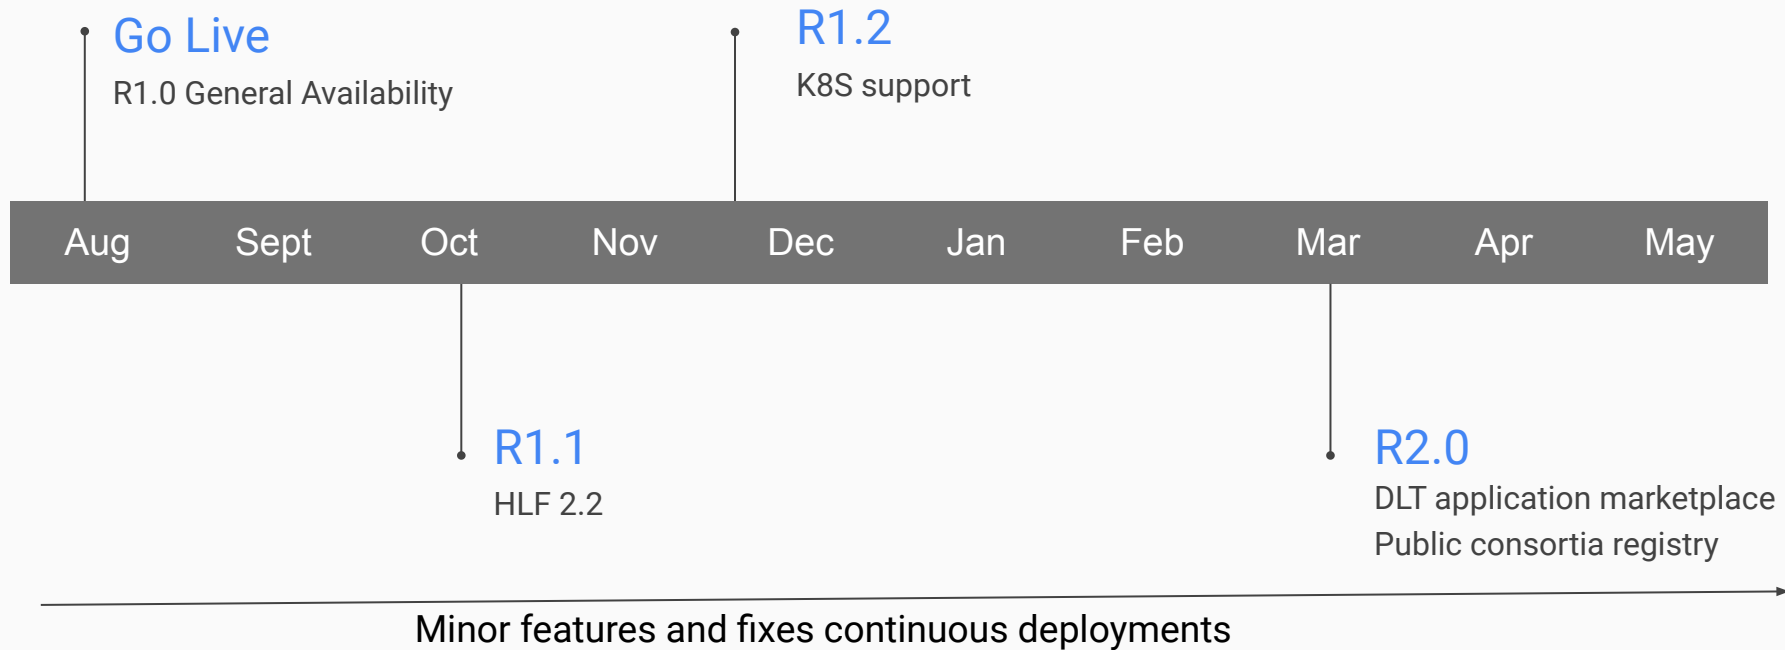 Go Live
R1.0 General Availability
R1.2
K8S support
Aug Sept Oct Nov Dec Jan Feb Mar Apr May
R1.1
HLF 2.2
R2.0
DLT application marketplace
Public consortia registry
Minor features and fixes continuous deployments